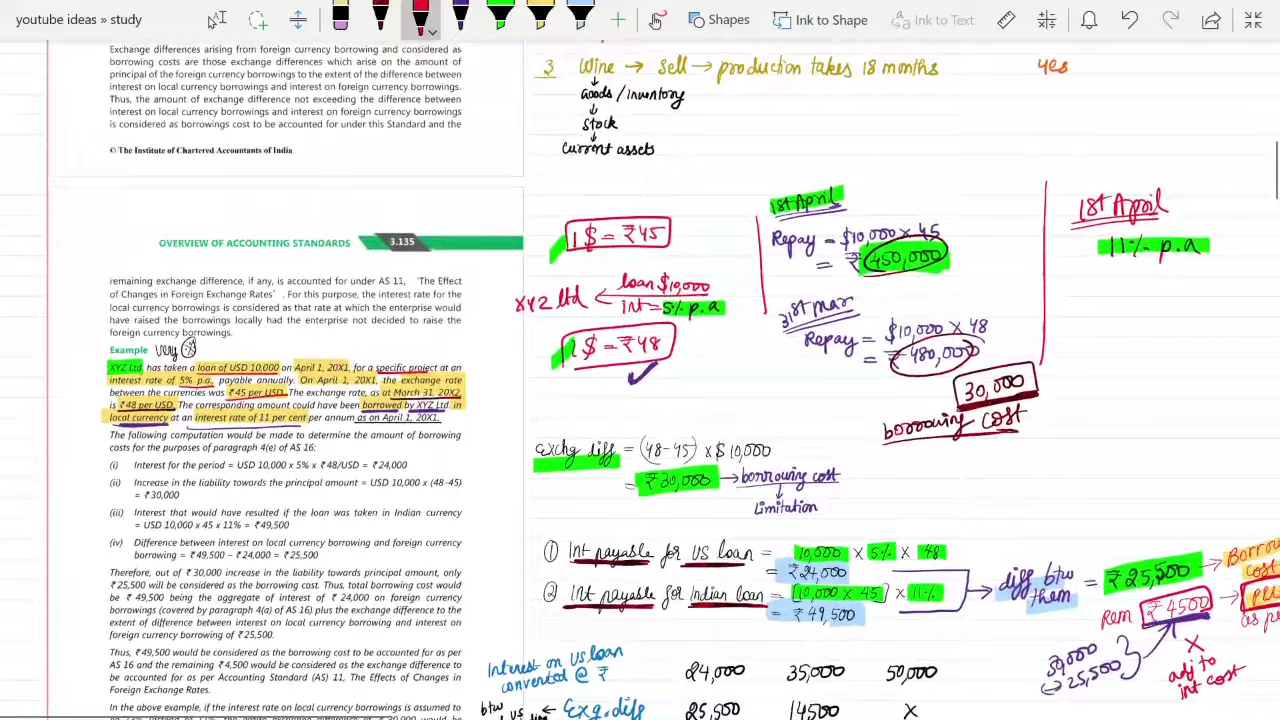 youtube ideas » study
Shapes
Ink to Shape
Ink to Text
Exchange differences arising from foreign currency borrowing and considered as
borrowing costs are those exchange differences which arise on the amount of
principal of the foreign currency borrowings to the extent of the difference between
interest on local currency borrowings and interest on foreign currency borrowings.
Thus, the amount of exchange difference not exceeding the difference between
interest on local currency borrowings and interest on foreign currency borrowings
is considered as borrowings cost to be accounted for under this Standard and the
© The Institute of Chartered Accountants of India
OVERVIEW OF ACCOUNTING STANDARDS 3.135
remaining exchange difference, if any, is accounted for under AS 11, 'The Effect
of Changes in Foreign Exchange Rates'. For this purpose, the interest rate for the
local currency borrowings is considered as that rate at which the enterprise would
have raised the borrowings locally had the enterprise not decided to raise the
foreign currency borrowings.
Example very
XYZ Ltd. has taken a loan of USD 10,000 on April 1, 20X1, for a specific project at an
interest rate of 5% p.a., payable annually. On April 1, 20X1, the exchange rate
between the currencies was ₹ 45 per USD. The exchange rate, as at March 31, 20X2,
is ₹ 48 per USD. The corresponding amount could have been borrowed by XYZ Ltd. in
local currency at an interest rate of 11 per cent per annum as on April 1, 20X1.
The following computation would be made to determine the amount of borrowing
costs for the purposes of paragraph 4(e) of AS 16:
(i) Interest for the period = USD 10,000 x 5% x ₹ 48/USD = ₹ 24,000
(ii) Increase in the liability towards the principal amount = USD 10,000 x (48-45)
= ₹ 30,000
(iii) Interest that would have resulted if the loan was taken in Indian currency
= USD 10,000 x 45 x 11% = ₹ 49,500
(iv) Difference between interest on local currency borrowing and foreign currency
borrowing = ₹ 49,500 – ₹ 24,000 = ₹ 25,500
Therefore, out of ₹ 30,000 increase in the liability towards principal amount, only
₹ 25,500 will be considered as the borrowing cost. Thus, total borrowing cost would
be ₹ 49,500 being the aggregate of interest of ₹ 24,000 on foreign currency
borrowings (covered by paragraph 4(a) of AS 16) plus the exchange difference to the
extent of difference between interest on local currency borrowing and interest on
foreign currency borrowing of ₹ 25,500.
Thus, ₹ 49,500 would be considered as the borrowing cost to be accounted for as per
AS 16 and the remaining ₹ 4,500 would be considered as the exchange difference to
be accounted for as per Accounting Standard (AS) 11, The Effects of Changes in
Foreign Exchange Rates.
In the above example, if the interest rate on local currency borrowings is assumed to
3 Wine → Sell → production takes 18 months yes
goods / inventory
stock
current assets
1 $ = ₹45
XYZ Ltd
loan $10,000
int = 5% p.a
1 $ = ₹48
1st April
Repay = $10,000 × 45
= ₹ 450,000
31st Mar
Repay = $10,000 × 48
= ₹ 480,000
30,000
borrowing cost
1st April
11% p.a
exchg diff = (48-45) × $ 10,000
= ₹30,000 → borrowing cost
Limitation
① Int payable for US loan = 10,000 × 5% × 48
= ₹24,000
② Int payable for Indian loan = [10,000 × 45] × 11%
= ₹ 49,500
diff btw
them
= ₹25,500 → Borro
cost
Rem ₹ 4500 →
30,000
(-) 25,500
X
adj to
int cost
Interest on US loan
converted @ ₹ 24,000 35,000 50,000
btw us ← Exg. diff 25,500 14500 X